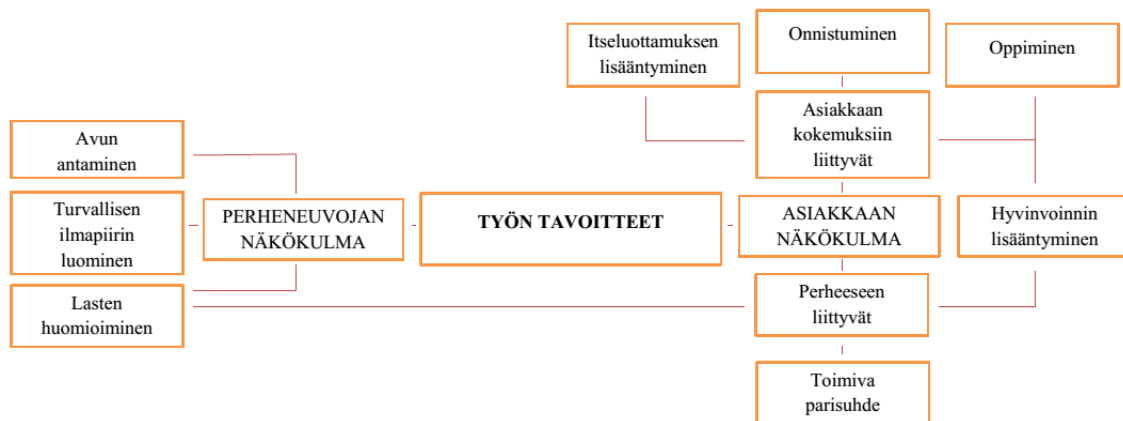 Itseluottamuksen
lisääntyminen
Onnistuminen
Oppiminen
Asiakkaan
kokemuksiin
liittyvät
Avun
antaminen
Turvallisen
ilmapiirin
luominen
PERHENEUVOJAN
NÄKÖKULMA
TYÖN TAVOITTEET
ASIAKKAAN
NÄKÖKULMA
Hyvinvoinnin
lisääntyminen
Lasten
huomioiminen
Perheeseen
liittyvät
Toimiva
parisuhde